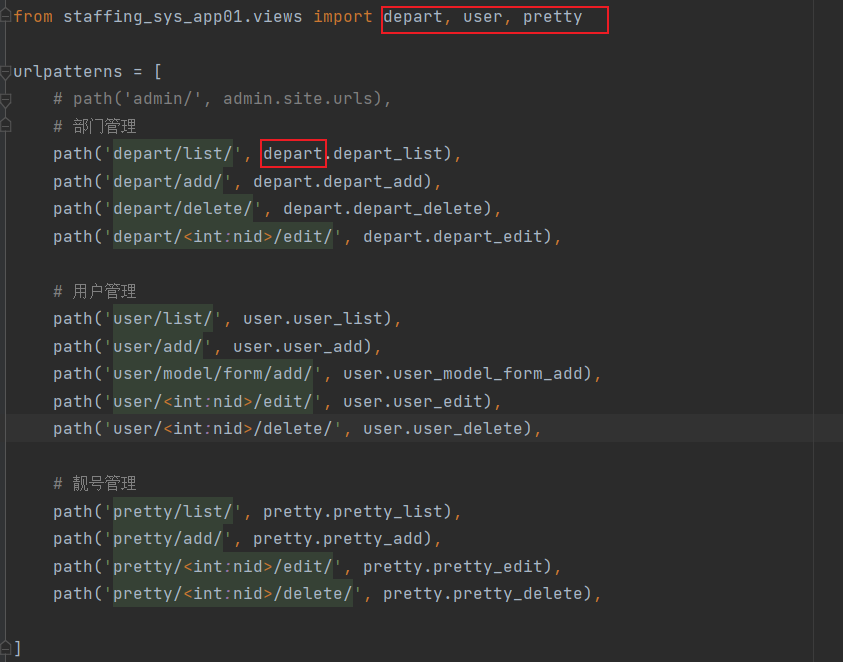 from staffing_sys_app01.views import depart, user, pretty
urlpatterns = [
# path('admin/', admin.site.urls),
# 部门管理
path('depart/list/', depart.depart_list),
path('depart/add/', depart.depart_add),
path('depart/delete/', depart.depart_delete),
path('depart/<int:nid>/edit/', depart.depart_edit),
# 用户管理
path('user/list/', user.user_list),
path('user/add/', user.user_add),
path('user/model/form/add/', user.user_model_form_add),
path('user/<int:nid>/edit/', user.user_edit),
path('user/<int:nid>/delete/', user.user_delete),
# 靓号管理
path('pretty/list/', pretty.pretty_list),
path('pretty/add/', pretty.pretty_add),
path('pretty/<int:nid>/edit/', pretty.pretty_edit),
path('pretty/<int:nid>/delete/', pretty.pretty_delete),
]